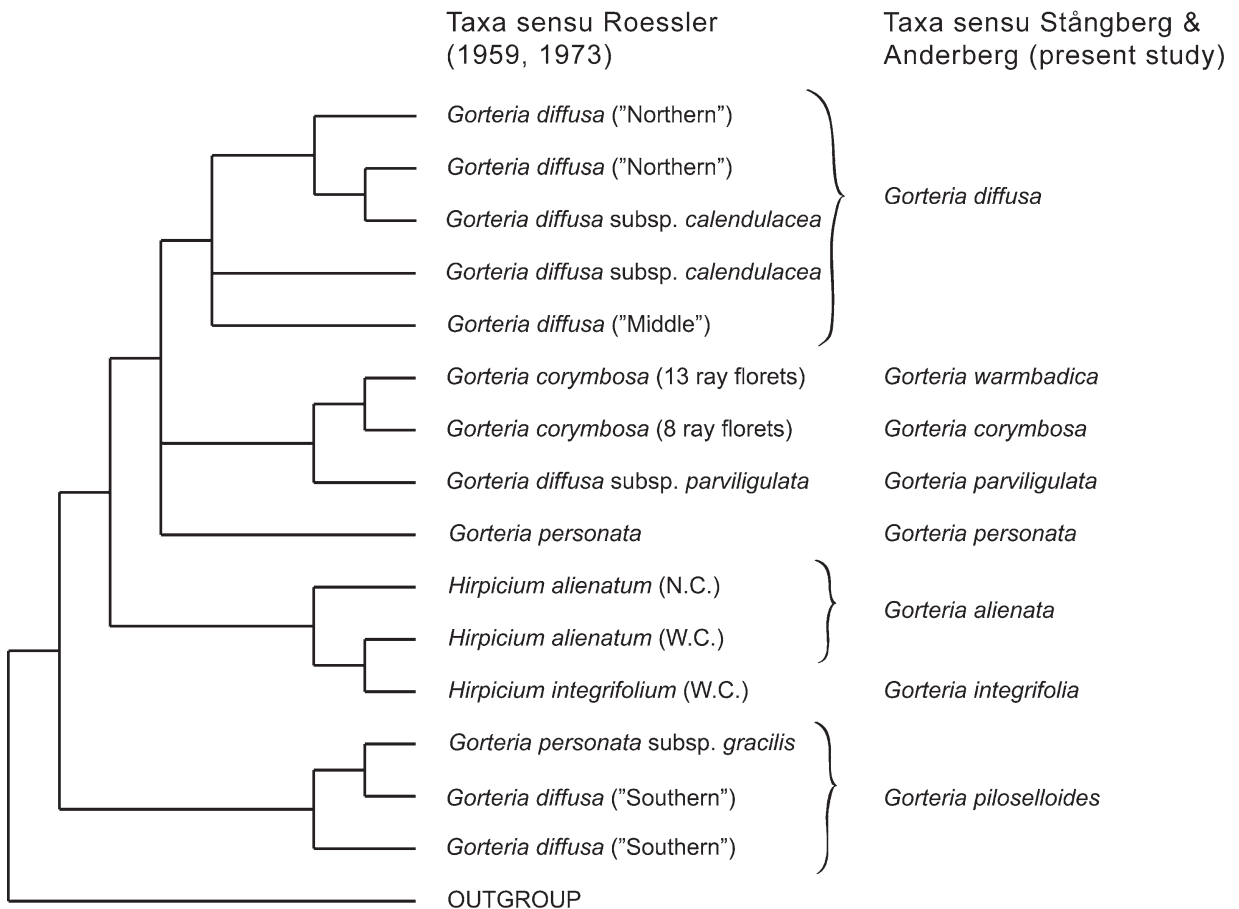 Taxa sensu Roessler
(1959, 1973)
Taxa sensu Stångberg &
Anderberg (present study)
Gorteria diffusa (”Northern”)
Gorteria diffusa (”Northern”)
Gorteria diffusa
Gorteria diffusa subsp. calendulacea
Gorteria diffusa subsp. calendulacea
Gorteria diffusa (”Middle”)
Gorteria corymbosa (13 ray florets)
Gorteria warmbadica
Gorteria corymbosa (8 ray florets)
Gorteria corymbosa
Gorteria diffusa subsp. parviligulata
Gorteria parviligulata
Gorteria personata
Gorteria personata
Hirpicium alienatum (N.C.)
Gorteria alienata
Hirpicium alienatum (W.C.)
Hirpicium integrifolium (W.C.)
Gorteria integrifolia
Gorteria personata subsp. gracilis
Gorteria diffusa (”Southern”)
Gorteria piloselloides
Gorteria diffusa (”Southern”)
OUTGROUP